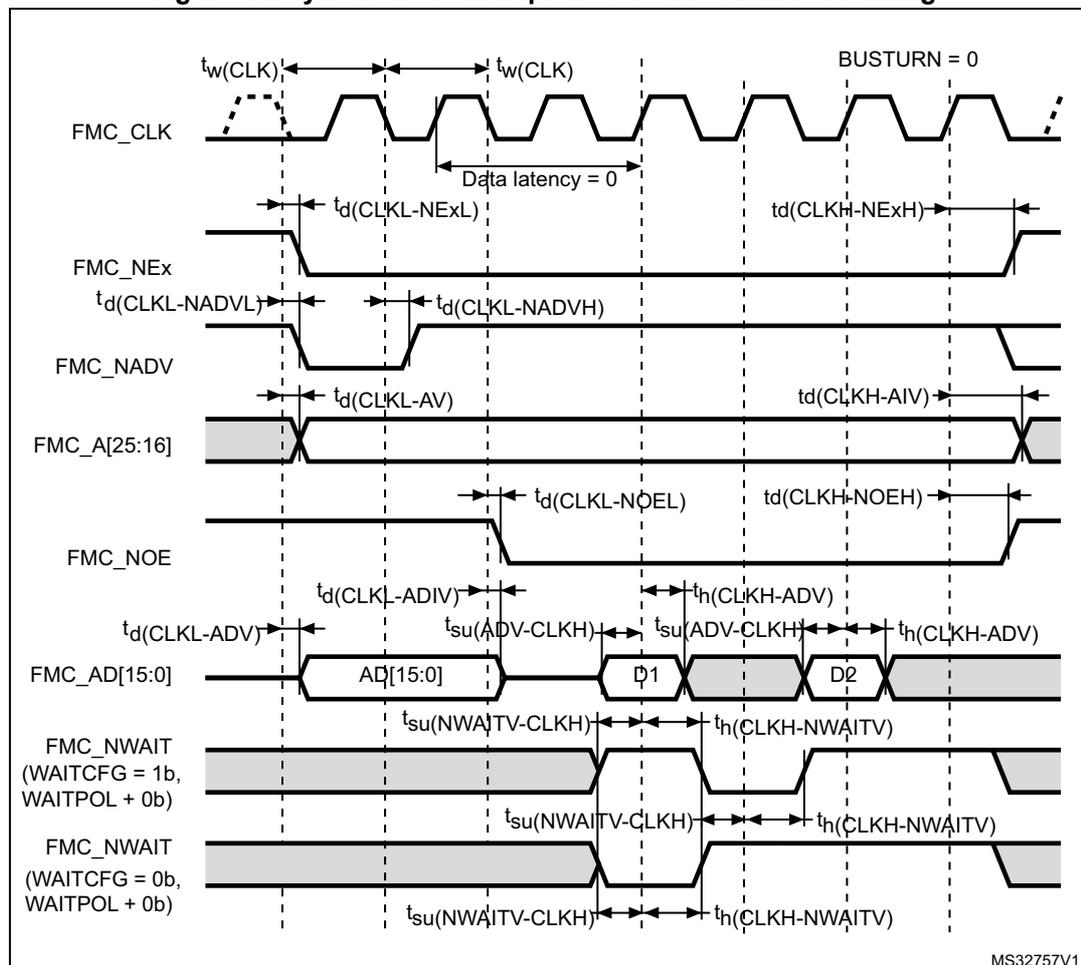 tw(CLK) tw(CLK) BUSTURN = 0
FMC_CLK
Data latency = 0
td(CLKL-NExL) td(CLKH-NExH)
FMC_NEx
td(CLKL-NADVL) td(CLKL-NADVH)
FMC_NADV
td(CLKL-AV) td(CLKH-AIV)
FMC_A[25:16]
td(CLKL-NOEL) td(CLKH-NOEH)
FMC_NOE
td(CLKL-ADIV) th(CLKH-ADV)
td(CLKL-ADV) tsu(ADV-CLKH) tsu(ADV-CLKH) th(CLKH-ADV)
FMC_AD[15:0] AD[15:0] D1 D2
tsu(NWAITV-CLKH) th(CLKH-NWAITV)
FMC_NWAIT
(WAITCFG = 1b,
WAITPOL + 0b)
tsu(NWAITV-CLKH) th(CLKH-NWAITV)
FMC_NWAIT
(WAITCFG = 0b,
WAITPOL + 0b)
tsu(NWAITV-CLKH) th(CLKH-NWAITV)
MS32757V1